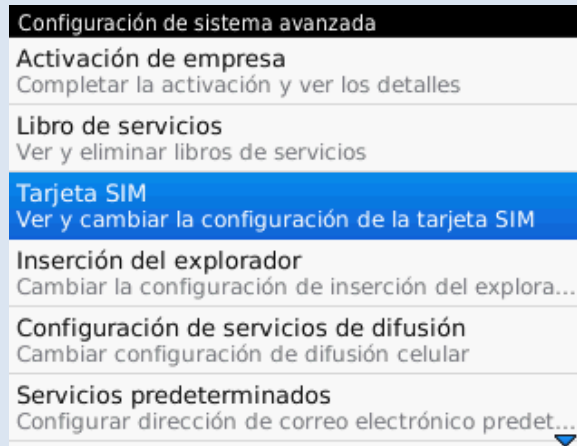 Configuración de sistema avanzada
Activación de empresa
Completar la activación y ver los detalles
Libro de servicios
Ver y eliminar libros de servicios
Tarjeta SIM
Ver y cambiar la configuración de la tarjeta SIM
Inserción del explorador
Cambiar la configuración de inserción del explora...
Configuración de servicios de difusión
Cambiar configuración de difusión celular
Servicios predeterminados
Configurar dirección de correo electrónico predet...